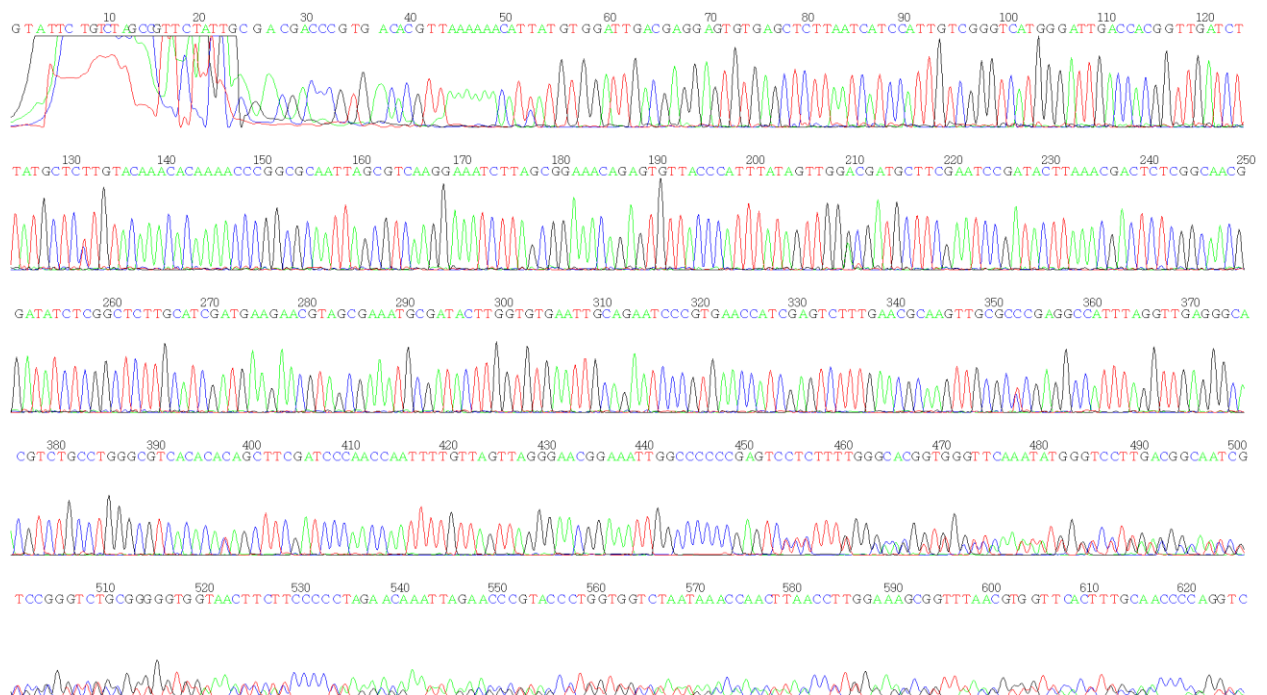 10 20 30 40 50 60 70 80 90 100 110 120
GTATTC TGTCTAGCCGTTCTATTGC GA CGACCCGTG ACACGTTAAAAAACATTATGTGGATTGACGAGGAGTGTGAGCTCTTAATCATCCATTGTCGGGTCATGGGATTGACCACGGTTGATCT
130 140 150 160 170 180 190 200 210 220 230 240 250
TATGCTCTTGTACAAACACAAAACCCGGCGCAATTAGCGTCAAGGAAATCTTAGCGGAAACAGAGTGTTACCCATTTATAGTTGGACGATGCTTCGAATCCGATACTTAAACGACTCTCGGCAACG
260 270 280 290 300 310 320 330 340 350 360 370
GATATCTCGGCTCTTGCATCGATGAAGAACGTAGCGAAATGCGATACTTGGTGTGAATTGCAGAATCCCGTGAACCATCGAGTCTTTGAACGCAAGTTGCGCCCGAGGCCATTTAGGTTGAGGGCA
380 390 400 410 420 430 440 450 460 470 480 490 500
CGTCTGCCTGGGCGTCACACACAGCTTCGATCCCAACCAATTTTGTTAGTTAGGGAACGGAAATTGGCCCCCCGAGTCCTCTTTTGGGCACGGTGGGTTCAAATATGGGTCCTTGACGGCAATCG
510 520 530 540 550 560 570 580 590 600 610 620
TCCGGGTCTGCGGGGGTGGTAACTTCTTCCCCCTAGAACAAATTAGAACCCGTACCCTGGTGGTCTAATAAACCAACTTAACCTTGGAAAGCGGTTTAACGTGGTTCACTTTGCAACCCCAGGTC